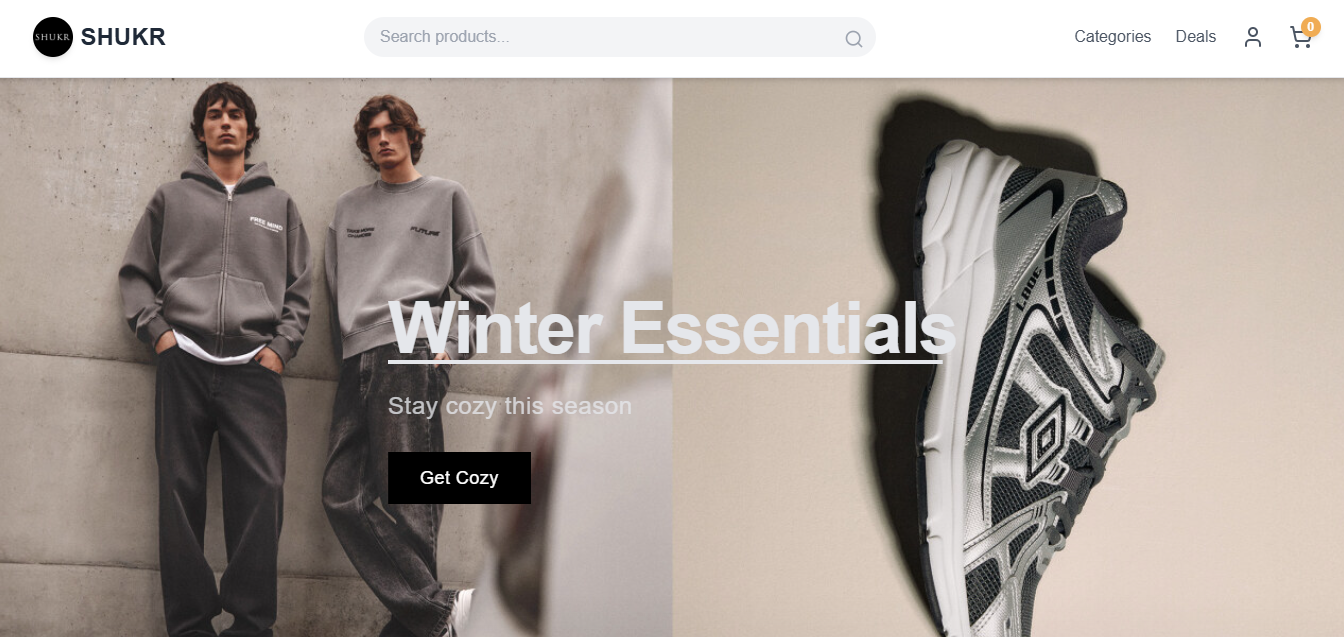 SHUKR
SHUKR
Search products...
Categories
Deals
0
FREE MIND
FUTURE
Winter Essentials
Stay cozy this season
Get Cozy